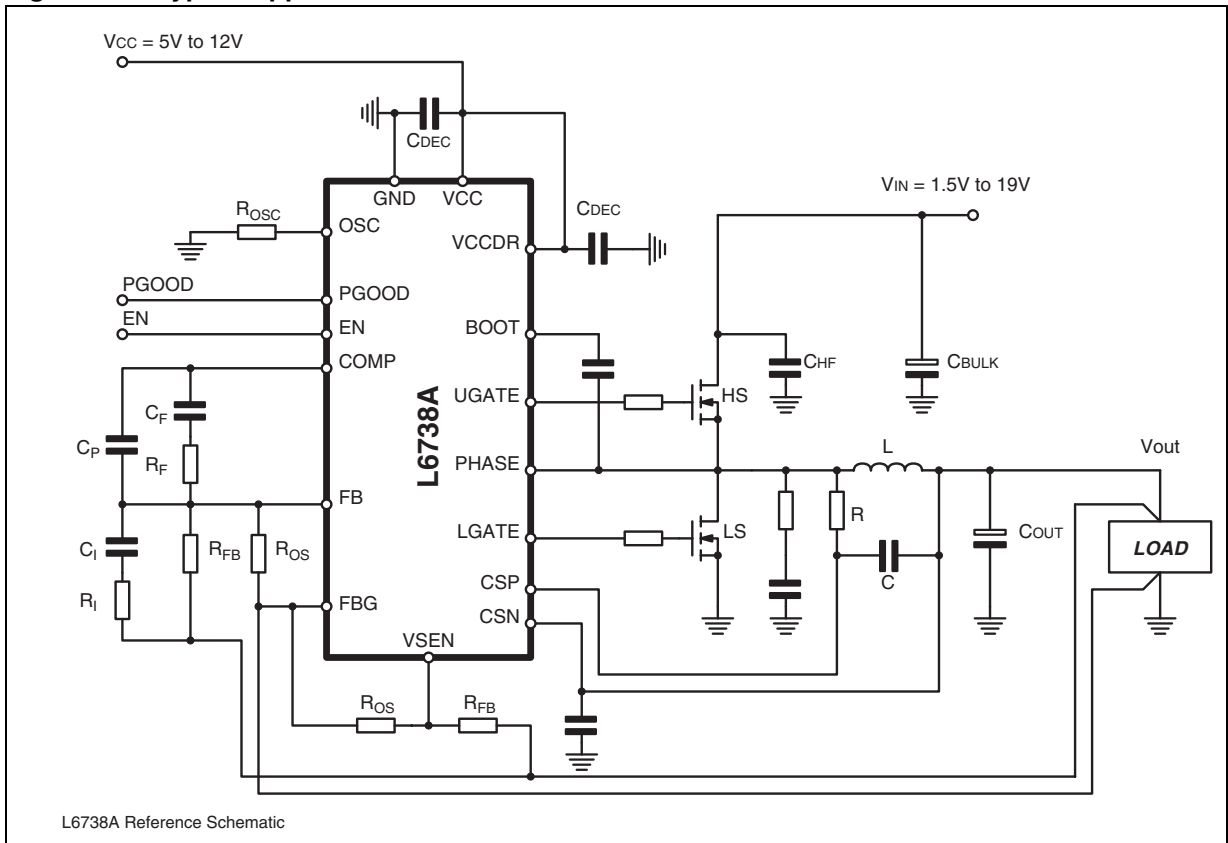 VCC = 5V to 12V
CDEC
GND
VCC
VIN = 1.5V to 19V
ROSC
OSC
CDEC
VCCDR
PGOOD
PGOOD
EN
EN
BOOT
COMP
CHF
CBULK
UGATE
HS
CF
CP
RF
L6738A
PHASE
L
Vout
FB
R
LGATE
LS
COUT
LOAD
CI
RFB
ROS
C
CSP
RI
FBG
CSN
VSEN
ROS
RFB
L6738A Reference Schematic